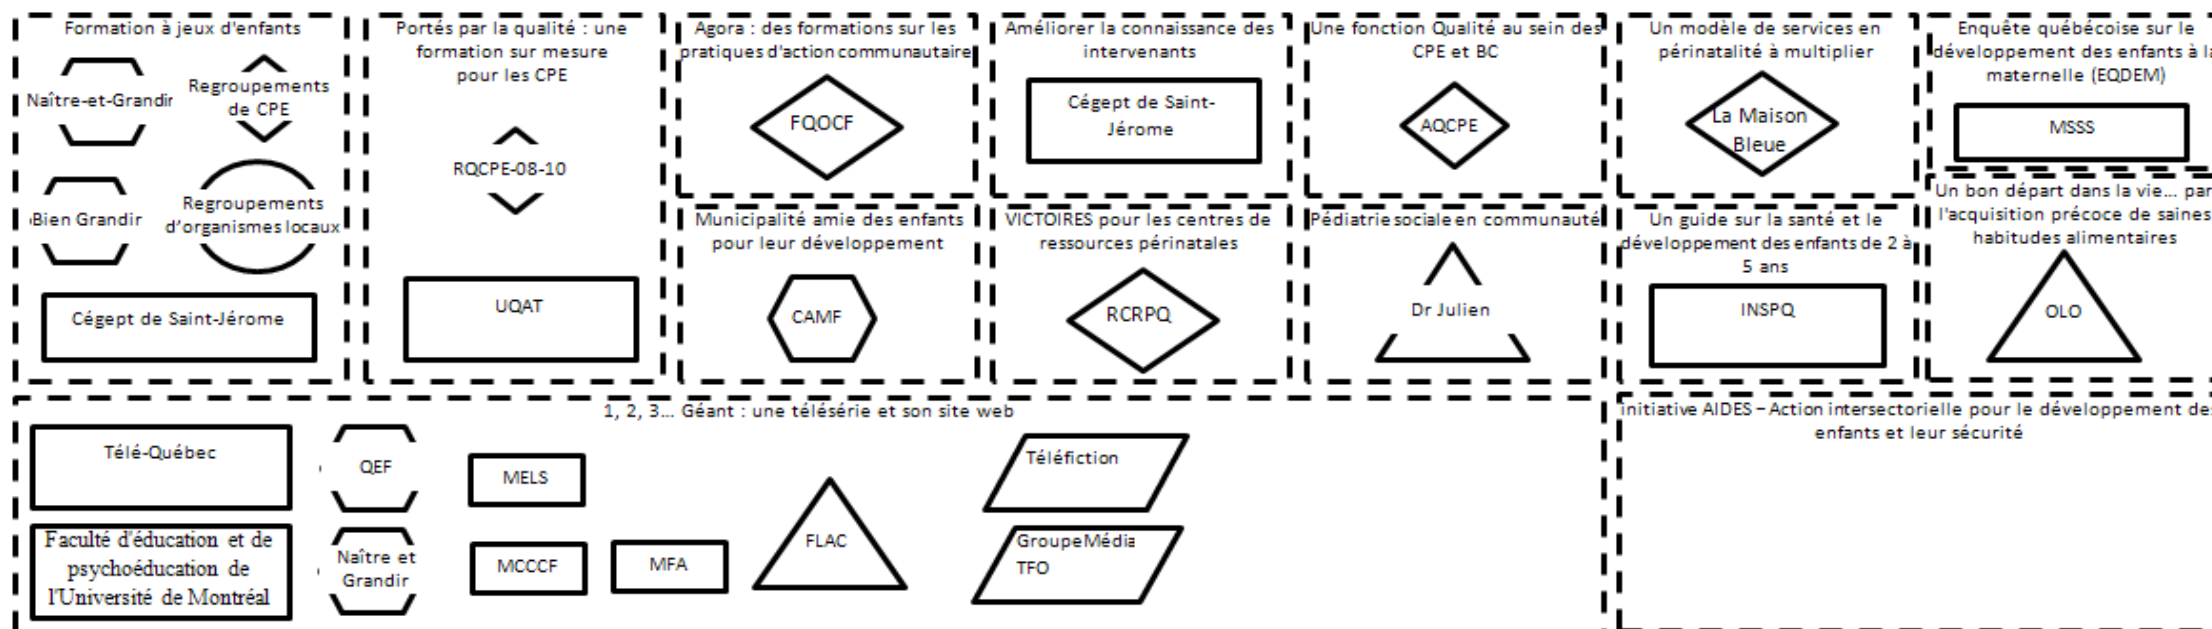 Formation à jeux d'enfants
Naître-et-Grandir
Regroupements
de CPE
Bien Grandir
Regroupements
d'organismes locaux
Cégept de Saint-Jérome
Portés par la qualité : une
formation sur mesure
pour les CPE
RQCPE-08-10
UQAT
Agora : des formations sur les
pratiques d'action communautaire
FQOCF
Améliorer la connaissance des
intervenants
Cégept de Saint-
Jérome
Une fonction Qualité au sein des
CPE et BC
AQCPE
Un modèle de services en
périnatalité à multiplier
La Maison
Bleue
Enquête québécoise sur le
développement des enfants à la
maternelle (EQDEM)
MSSS
Municipalité amie des enfants
pour leur développement
CAMF
VICTOIRES pour les centres de
ressources périnatales
RCRPQ
Pédiatrie sociale en communauté
Dr Julien
Un guide sur la santé et le
développement des enfants de 2 à
5 ans
INSPQ
Un bon départ dans la vie... par
l'acquisition précoce de saines
habitudes alimentaires
OLO
1, 2, 3... Géant : une télésérie et son site web
Télé-Québec
QEF
MELS
Téléfiction
Faculté d'éducation et de
psychoéducation de
l'Université de Montréal
Naître et
Grandir
MCCCF
MFA
FLAC
Groupe Média
TFO
initiative AIDES – Action intersectorielle pour le développement des
enfants et leur sécurité